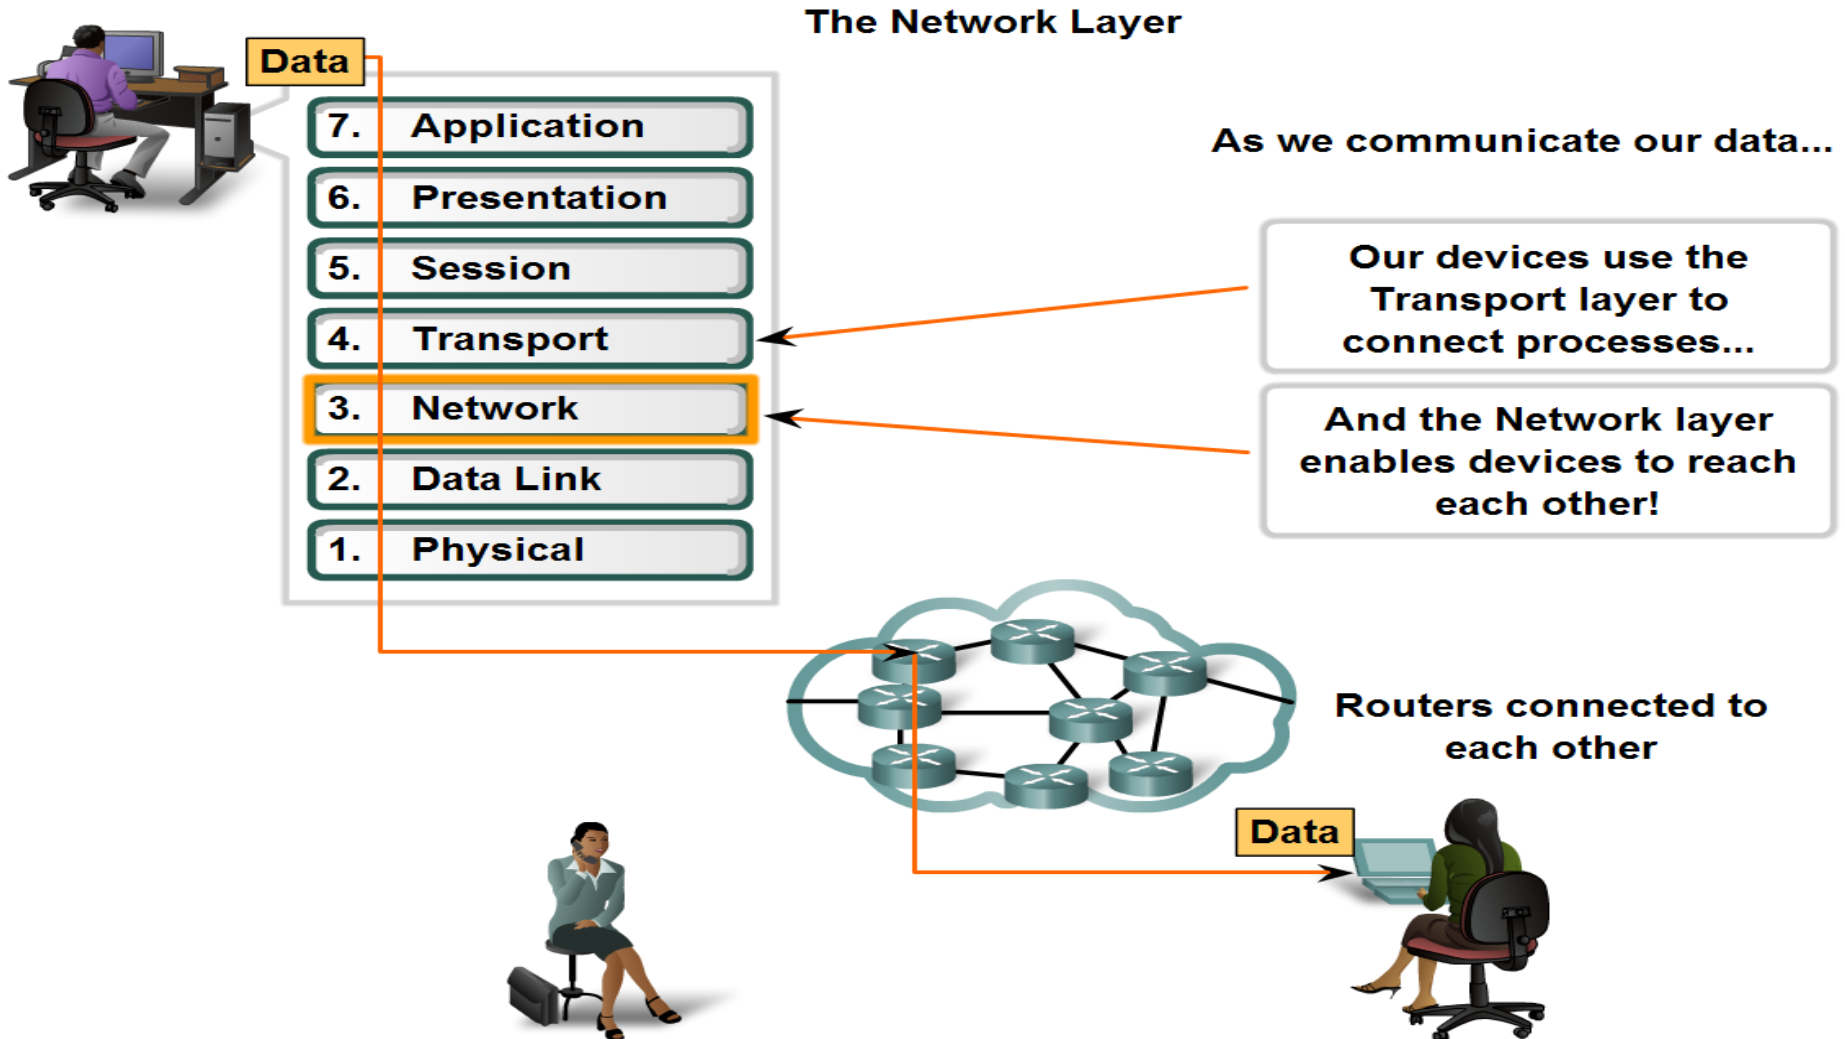 The Network Layer
Data
7. Application
6. Presentation
5. Session
4. Transport
3. Network
2. Data Link
1. Physical
As we communicate our data...
Our devices use the
Transport layer to
connect processes...
And the Network layer
enables devices to reach
each other!
Routers connected to
each other
Data